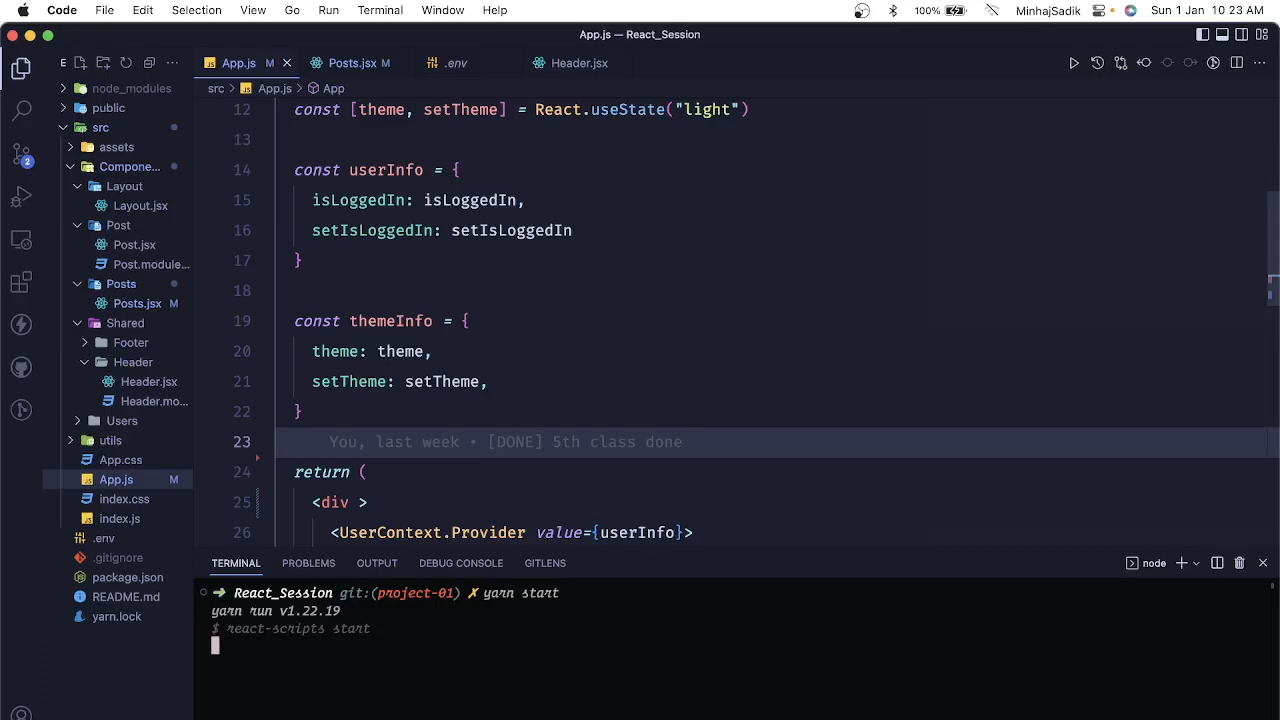 Code File Edit Selection View Go Run Terminal Window Help 100% MinhajSadik Sun 1 Jan 10:23 AM
App.js — React_Session
E
App.js M
Posts.jsx M
.env
Header.jsx
src > App.js > App
node_modules
public
src
assets
Compone...
Layout
Layout.jsx
Post
Post.jsx
Post.module...
Posts
Posts.jsx M
Shared
Footer
Header
Header.jsx
Header.mo...
Users
utils
App.css
App.js M
index.css
index.js
.env
.gitignore
package.json
README.md
yarn.lock
2
12 const [theme, setTheme] = React.useState("light")
13
14 const userInfo = {
15 isLoggedIn: isLoggedIn,
16 setIsLoggedIn: setIsLoggedIn
17 }
18
19 const themeInfo = {
20 theme: theme,
21 setTheme: setTheme,
22 }
23 You, last week • [DONE] 5th class done
24 return (
25 <div >
26 <UserContext.Provider value={userInfo}>
TERMINAL PROBLEMS OUTPUT DEBUG CONSOLE GITLENS node
➜ React_Session git:(project-01) ✗ yarn start
yarn run v1.22.19
$ react-scripts start